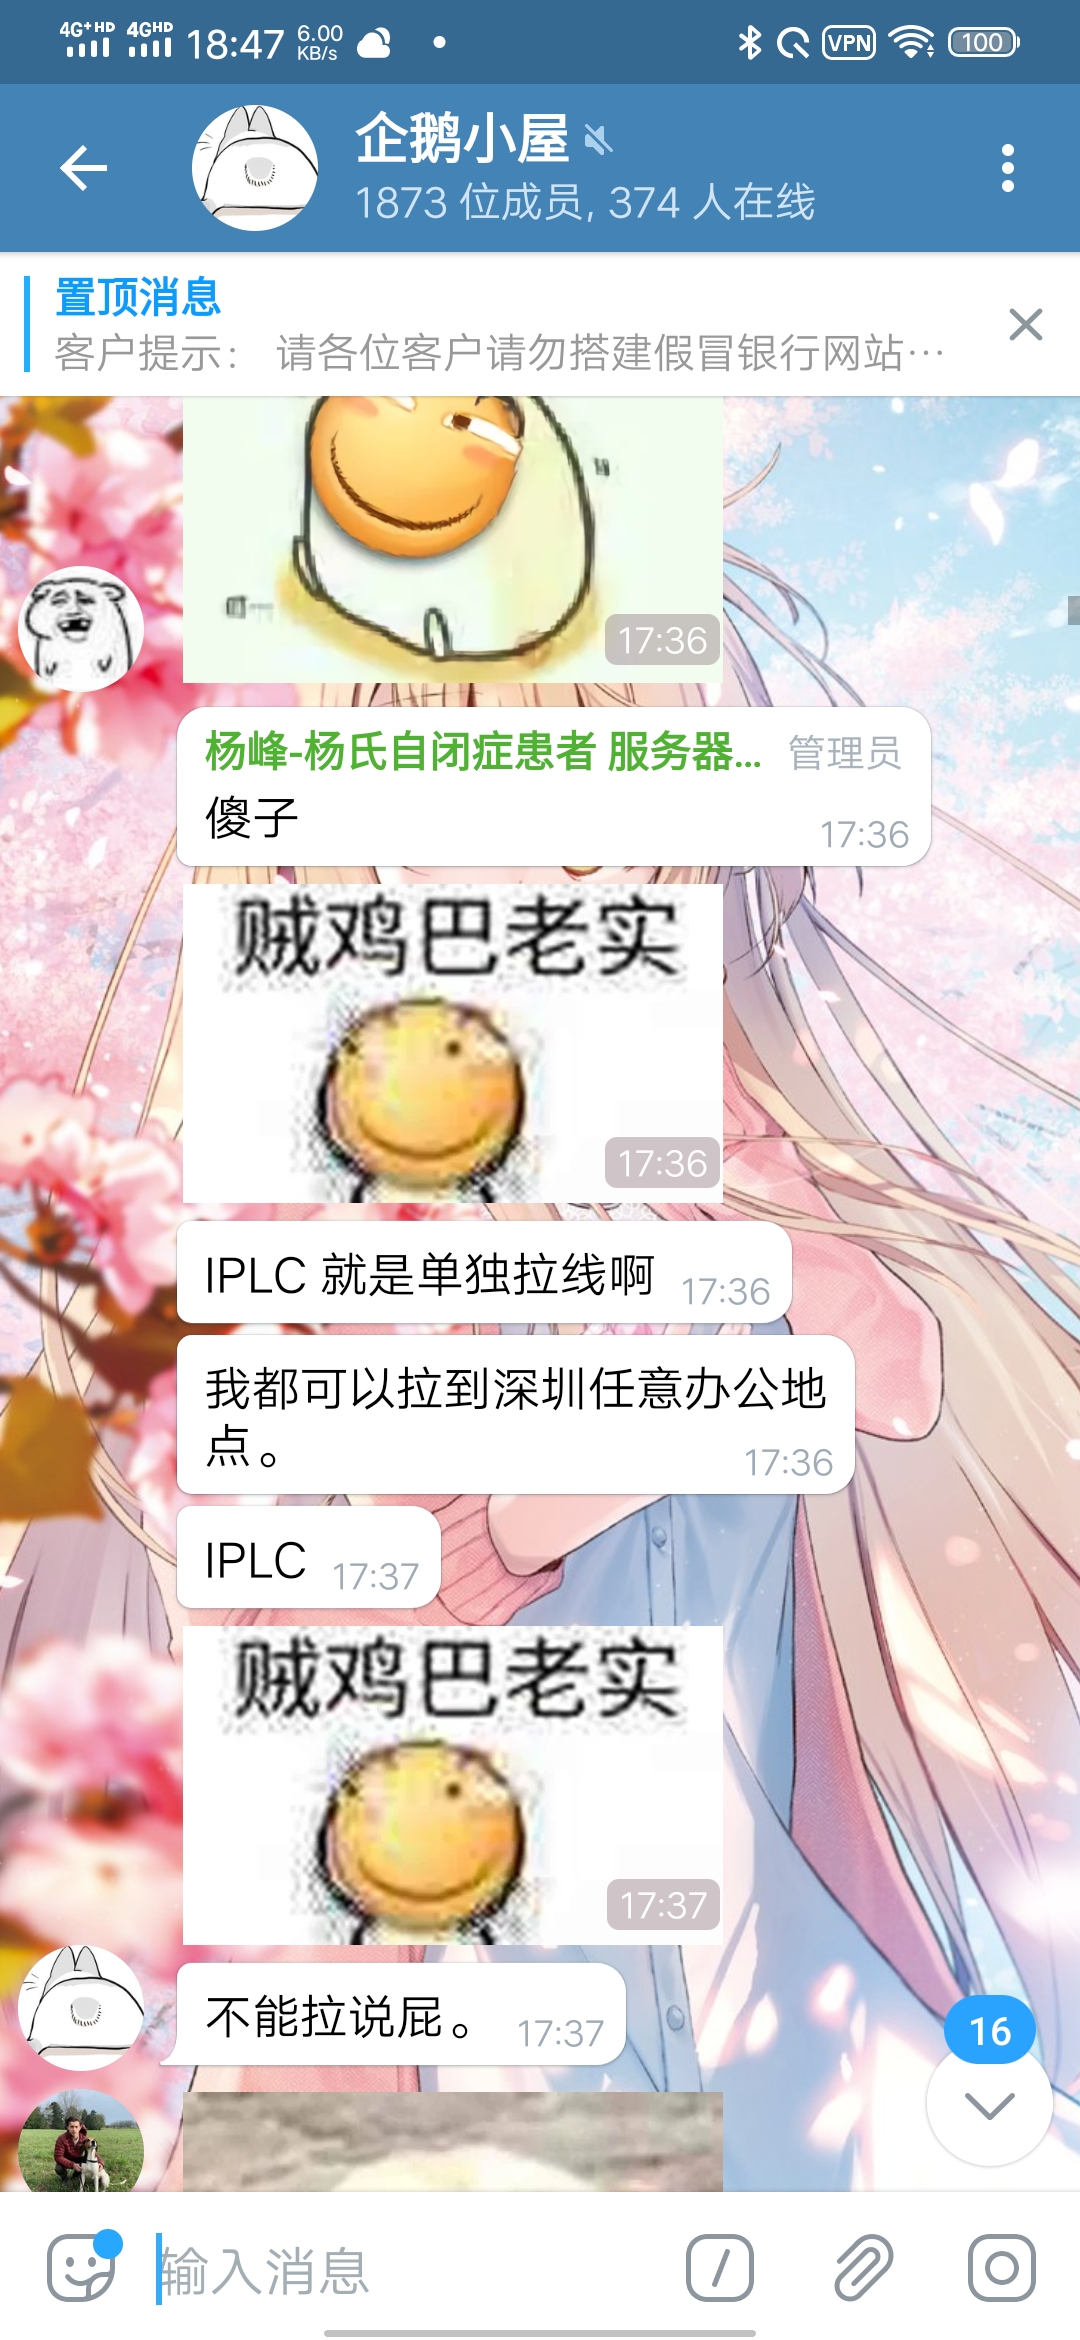 4G+HD 4GHD 18:47 6.00 KB/s VPN 100
企鹅小屋
1873 位成员, 374 人在线
置顶消息
客户提示： 请各位客户请勿搭建假冒银行网站…
17:36
杨峰-杨氏自闭症患者 服务器... 管理员
傻子
17:36
贼鸡巴老实
17:36
IPLC 就是单独拉线啊 17:36
我都可以拉到深圳任意办公地
点。
17:36
IPLC 17:37
贼鸡巴老实
17:37
不能拉说屁。 17:37
16
输入消息